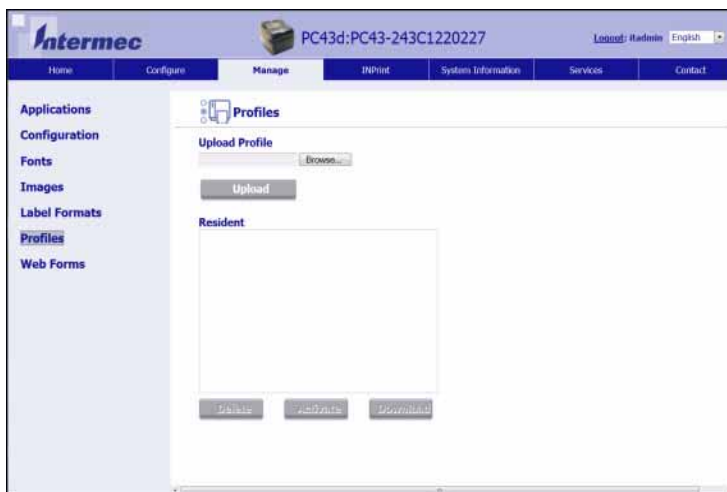 Intermec
PC43d:PC43-243C1220227
Logout: itadmin English
Home Configure Manage INPrint System Information Services Contact
Applications
Configuration
Fonts
Images
Label Formats
Profiles
Web Forms
Profiles
Upload Profile
Browse...
Upload
Resident
Delete Activate Download